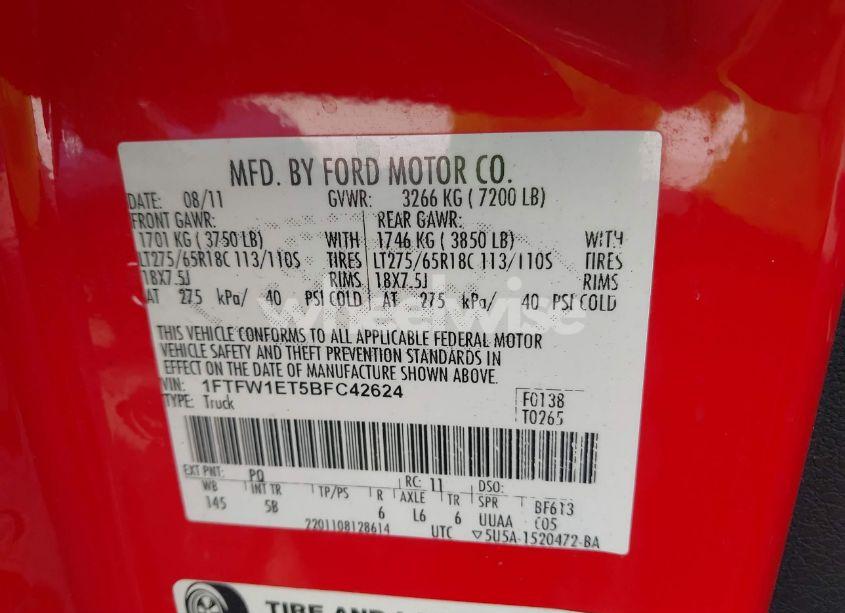 MFD. BY FORD MOTOR CO.
DATE: 08/11 GVWR: 3266 KG ( 7200 LB)
FRONT GAWR: REAR GAWR:
1701 KG ( 3750 LB) WITH 1746 KG ( 3850 LB) WITH
LT275/65R18C 113/110S TIRES LT275/65R18C 113/110S TIRES
18X7.5J RIMS 18X7.5J RIMS
AT 275 kPa/ 40 PSI COLD AT 275 kPa/ 40 PSI COLD
wheelwise
THIS VEHICLE CONFORMS TO ALL APPLICABLE FEDERAL MOTOR
VEHICLE SAFETY AND THEFT PREVENTION STANDARDS IN
EFFECT ON THE DATE OF MANUFACTURE SHOWN ABOVE.
VIN: 1FTFW1ET5BFC42624
TYPE: Truck
F0138
T0265
EXT PNT: PQ RC: 11 DSO:
WB INT TR TP/PS R AXLE TR SPR BF613
145 5B 6 L6 6 UUAA C05
2201108128614 UTC ▽5U5A-1520472-BA
TIRE AND